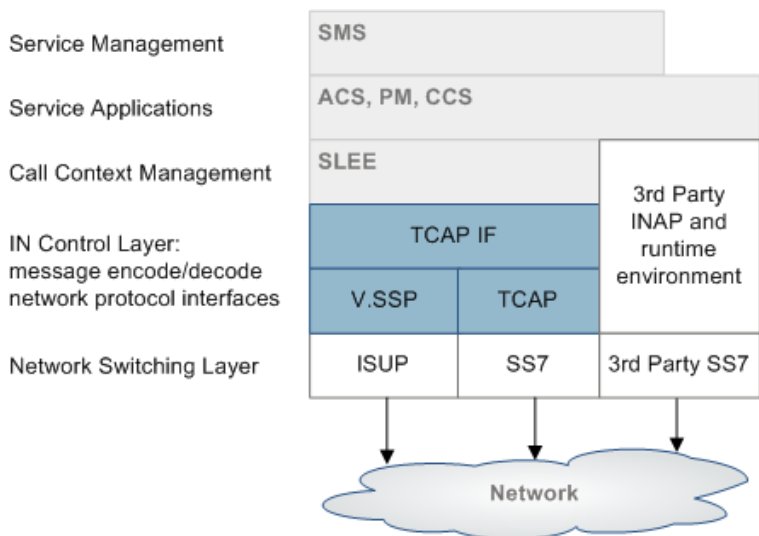 Service Management
SMS
Service Applications
ACS, PM, CCS
Call Context Management
SLEE
3rd Party
INAP and
runtime
environment
IN Control Layer:
message encode/decode
network protocol interfaces
TCAP IF
V.SSP
TCAP
Network Switching Layer
ISUP
SS7
3rd Party SS7
Network